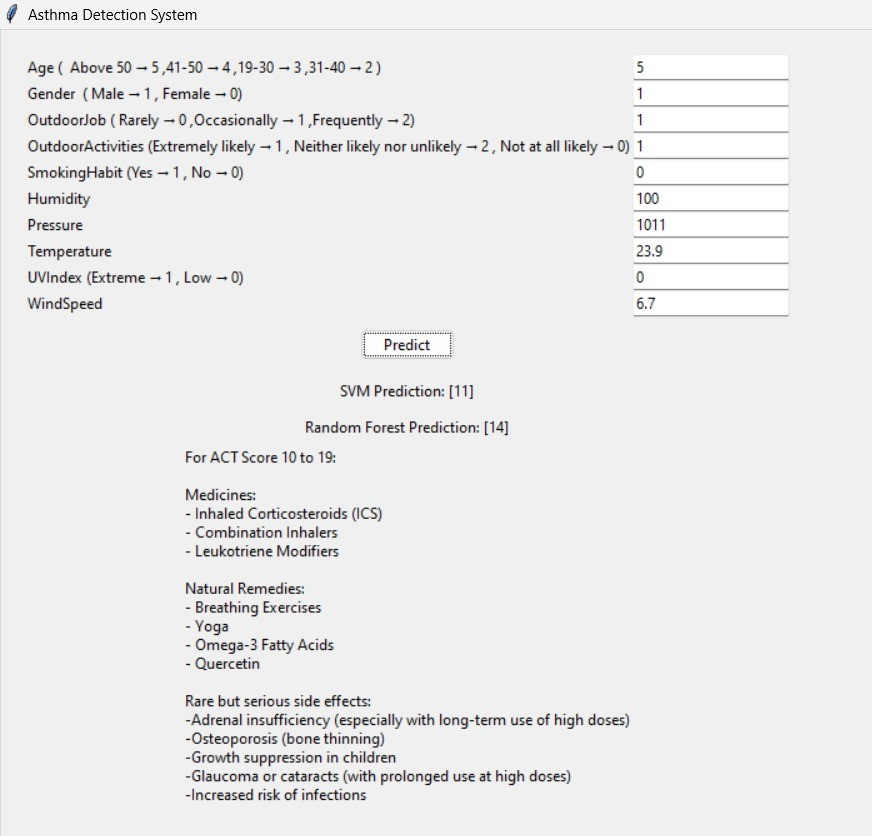 Asthma Detection System
Age ( Above 50 → 5 ,41-50 → 4 ,19-30 → 3 ,31-40 → 2 ) 5
Gender ( Male → 1 , Female → 0) 1
OutdoorJob ( Rarely → 0 ,Occasionally → 1 ,Frequently → 2) 1
OutdoorActivities (Extremely likely → 1 , Neither likely nor unlikely → 2 , Not at all likely → 0) 1
SmokingHabit (Yes → 1 , No → 0) 0
Humidity 100
Pressure 1011
Temperature 23.9
UVIndex (Extreme → 1 , Low → 0) 0
WindSpeed 6.7
Predict
SVM Prediction: [11]
Random Forest Prediction: [14]
For ACT Score 10 to 19:
Medicines:
- Inhaled Corticosteroids (ICS)
- Combination Inhalers
- Leukotriene Modifiers
Natural Remedies:
- Breathing Exercises
- Yoga
- Omega-3 Fatty Acids
- Quercetin
Rare but serious side effects:
-Adrenal insufficiency (especially with long-term use of high doses)
-Osteoporosis (bone thinning)
-Growth suppression in children
-Glaucoma or cataracts (with prolonged use at high doses)
-Increased risk of infections